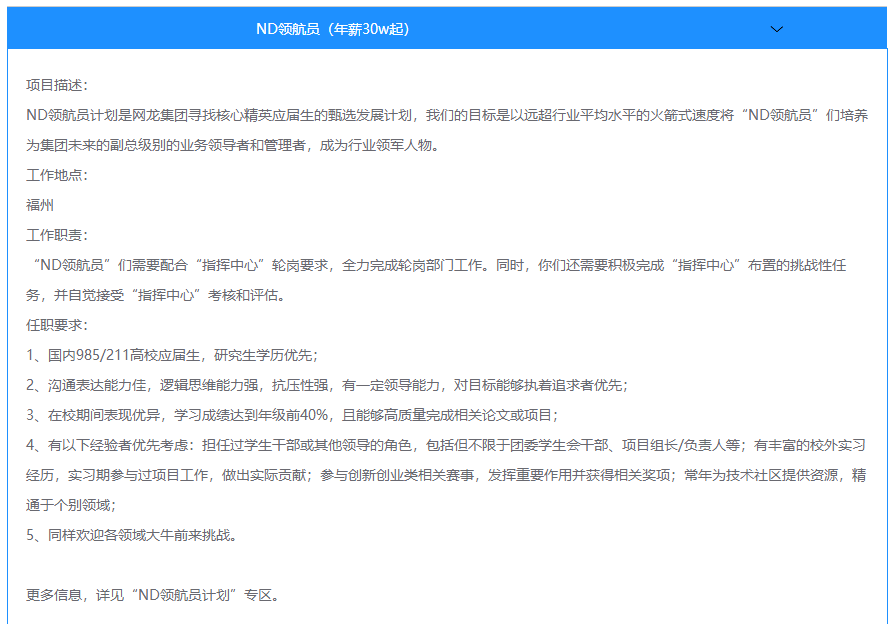 ND领航员（年薪30w起）
项目描述：
ND领航员计划是网龙集团寻找核心精英应届生的甄选发展计划，我们的目标是以远超行业平均水平的火箭式速度将“ND领航员”们培养
为集团未来的副总级别的业务领导者和管理者，成为行业领军人物。
工作地点：
福州
工作职责：
“ND领航员”们需要配合“指挥中心”轮岗要求，全力完成轮岗部门工作。同时，你们还需要积极完成“指挥中心”布置的挑战性任
务，并自觉接受“指挥中心”考核和评估。
任职要求：
1、国内985/211高校应届生，研究生学历优先；
2、沟通表达能力佳，逻辑思维能力强，抗压性强，有一定领导能力，对目标能够执着追求者优先；
3、在校期间表现优异，学习成绩达到年级前40%，且能够高质量完成相关论文或项目；
4、有以下经验者优先考虑：担任过学生干部或其他领导的角色，包括但不限于团委学生会干部、项目组长/负责人等；有丰富的校外实习
经历，实习期参与过项目工作，做出实际贡献；参与创新创业类相关赛事，发挥重要作用并获得相关奖项；常年为技术社区提供资源，精
通于个别领域；
5、同样欢迎各领域大牛前来挑战。
更多信息，详见“ND领航员计划”专区。